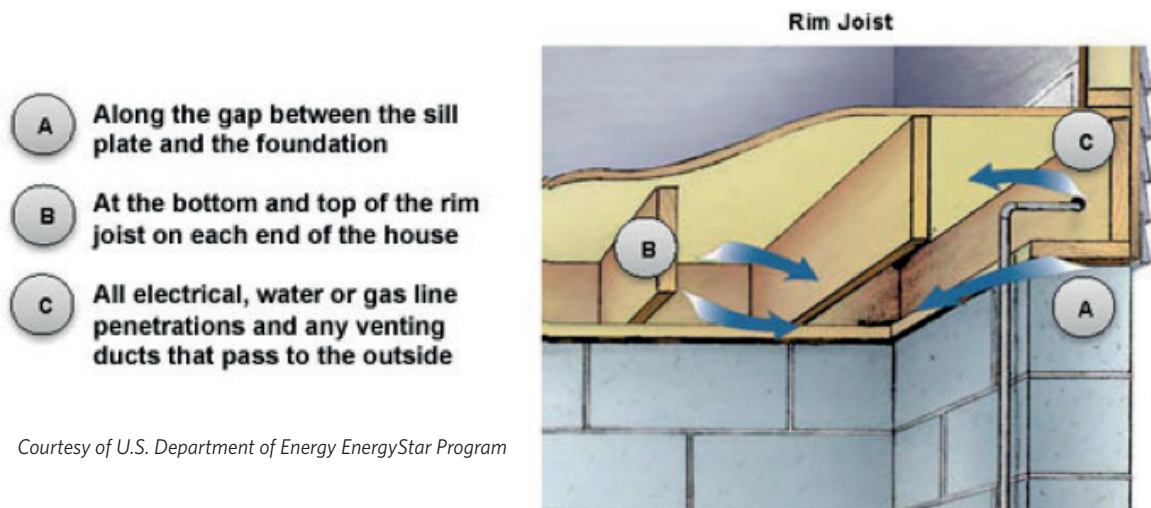 Rim Joist
A
Along the gap between the sill
plate and the foundation
B
At the bottom and top of the rim
joist on each end of the house
C
All electrical, water or gas line
penetrations and any venting
ducts that pass to the outside
Courtesy of U.S. Department of Energy EnergyStar Program
C
B
A